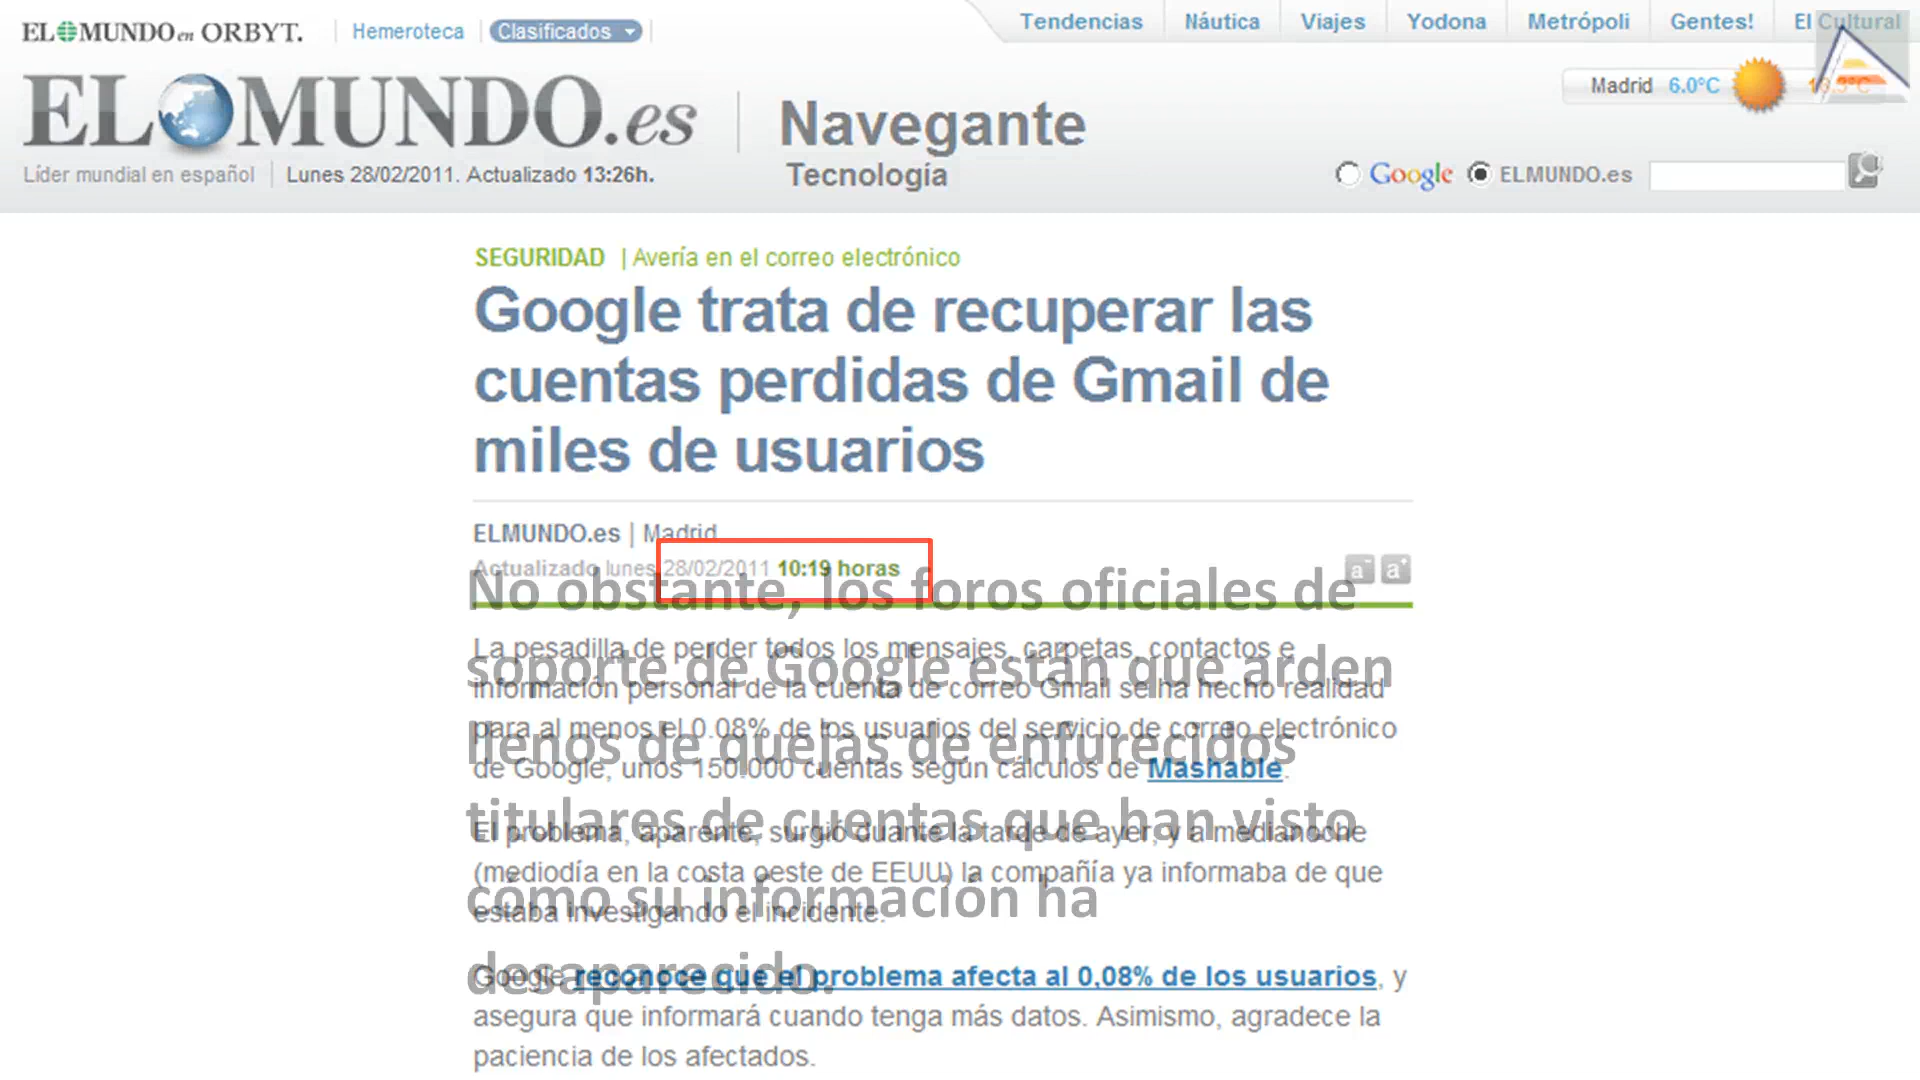 EL MUNDO en ORBYT.
Hemeroteca
Clasificados
Tendencias
Náutica
Viajes
Yodona
Metrópoli
Gentes!
El Cultural
ELMUNDO.es
Navegante
Tecnología
Madrid 6.0ºC
Líder mundial en español
Lunes 28/02/2011. Actualizado 13:26h.
Google
ELMUNDO.es
SEGURIDAD | Avería en el correo electrónico
Google trata de recuperar las
cuentas perdidas de Gmail de
miles de usuarios
ELMUNDO.es | Madrid
Actualizado lunes 28/02/2011 10:19 horas
a- a+
La pesadilla de perder todos los mensajes, carpetas, contactos e
información personal de la cuenta de correo Gmail se ha hecho realidad
para al menos el 0.08% de los usuarios del servicio de correo electrónico
de Google, unos 150.000 cuentas según cálculos de Mashable.
El problema, aparente, surgió duante la tarde de ayer, y a medianoche
(mediodía en la costa oeste de EEUU) la compañía ya informaba de que
estaba investigando el incidente.
Google reconoce que el problema afecta al 0,08% de los usuarios, y
asegura que informará cuando tenga más datos. Asimismo, agradece la
paciencia de los afectados.
No obstante, los foros oficiales de
soporte de Google están que arden
llenos de quejas de enfurecidos
titulares de cuentas que han visto
cómo su información ha
desaparecido.